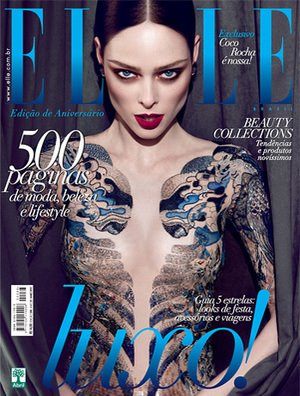 ELLE
www.elle.com.br
Exclusivo
Coco
Rocha
é nossa!
BRASIL
Edição de Aniversário
BEAUTY
COLLECTIONS
Tendências
e produtos
novíssimos
500
páginas
de moda, beleza
e lifestyle
Guia 5 estrelas:
looks de festa,
acessórios e viagens
luxo!
Abril